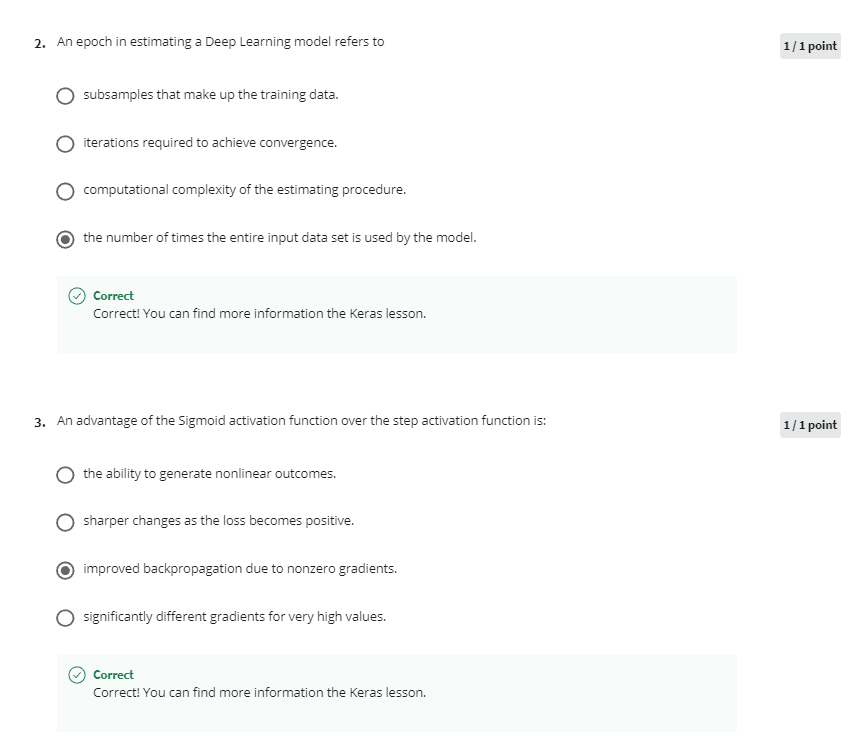 2. An epoch in estimating a Deep Learning model refers to
1 / 1 point
subsamples that make up the training data.
iterations required to achieve convergence.
computational complexity of the estimating procedure.
the number of times the entire input data set is used by the model.
Correct
Correct! You can find more information the Keras lesson.
3. An advantage of the Sigmoid activation function over the step activation function is:
1 / 1 point
the ability to generate nonlinear outcomes.
sharper changes as the loss becomes positive.
improved backpropagation due to nonzero gradients.
significantly different gradients for very high values.
Correct
Correct! You can find more information the Keras lesson.